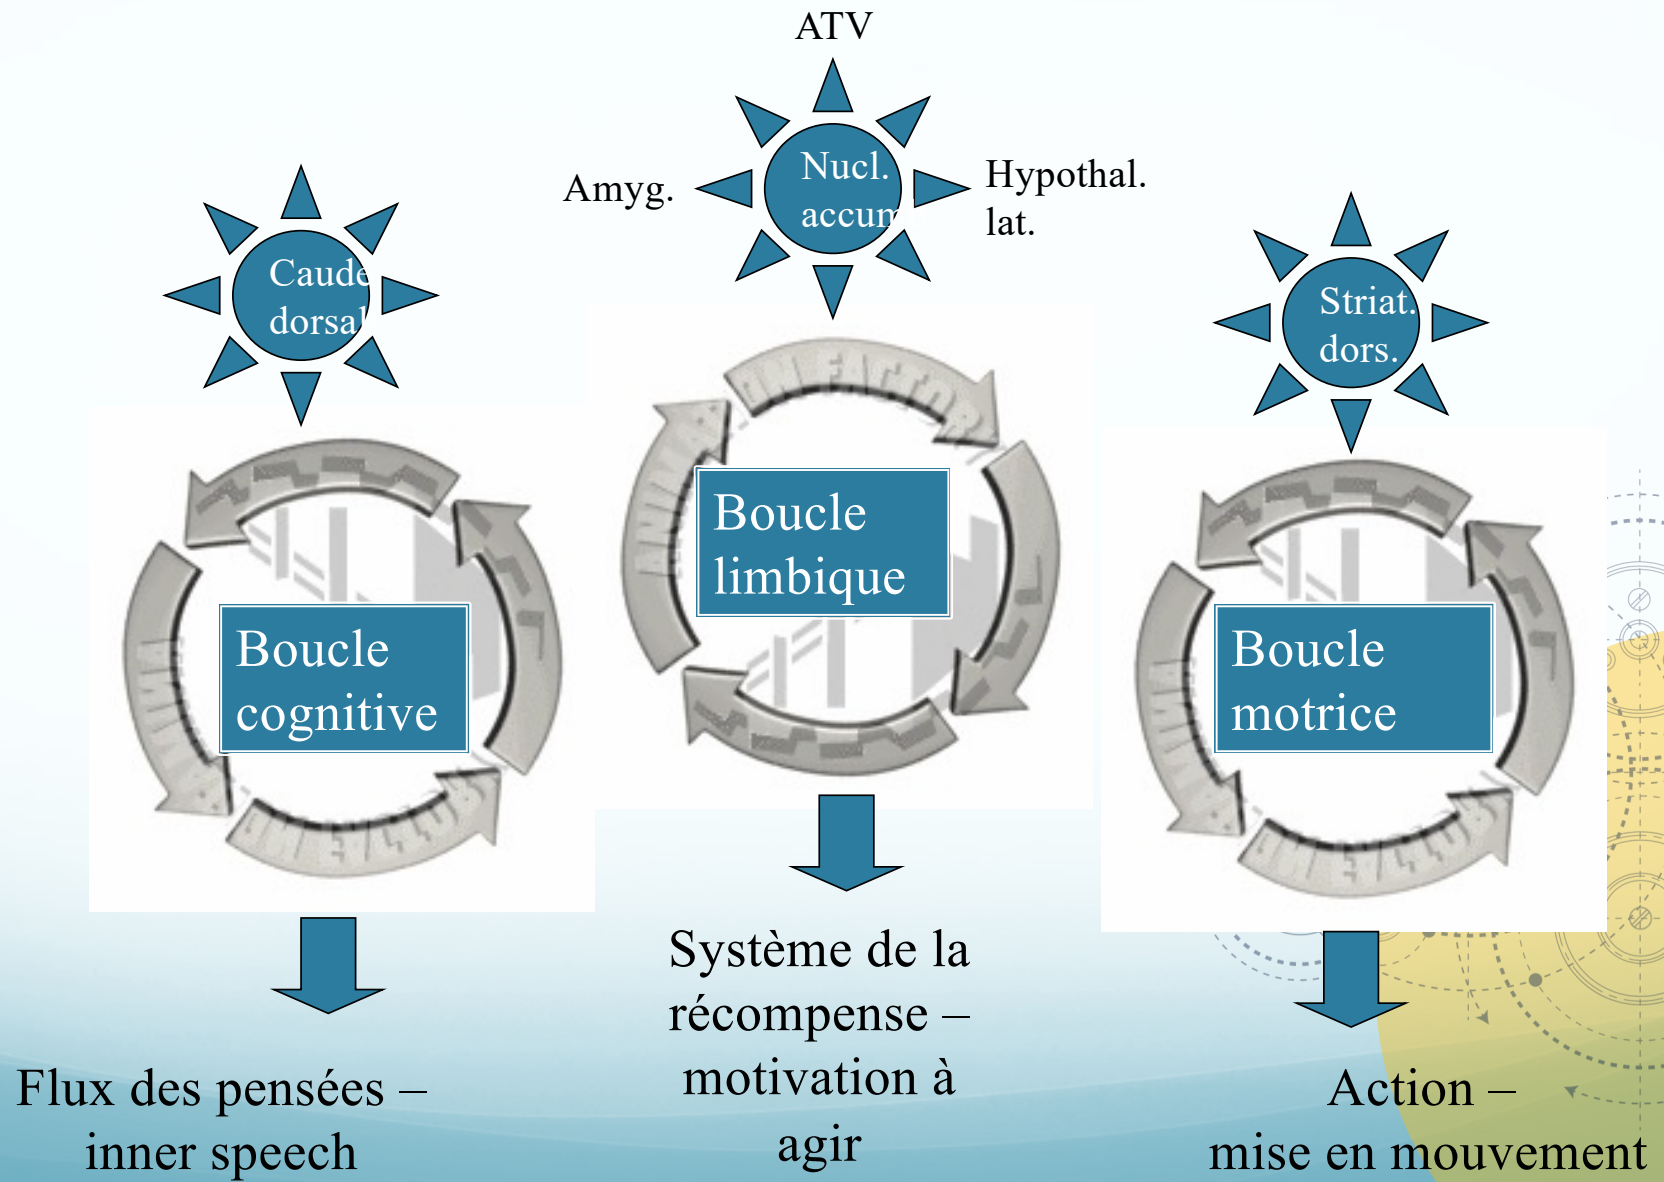 ATV
Amyg.
Nucl.
accum
Hypothal.
lat.
Caudé
dorsal
Striat.
dors.
Boucle
cognitive
Boucle
limbique
Boucle
motrice
Flux des pensées –
inner speech
Système de la
récompense –
motivation à
agir
Action –
mise en mouvement